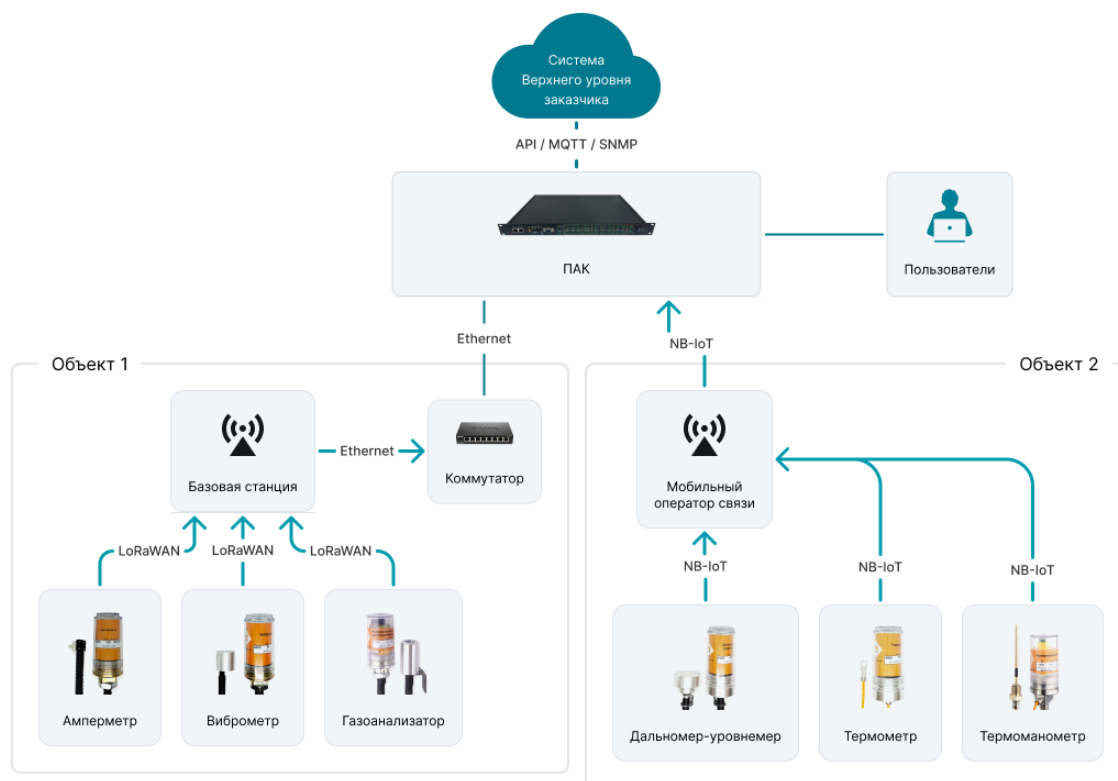 Система
Верхнего уровня
заказчика
API / MQTT / SNMP
ПАК
Пользователи
Ethernet
NB-IoT
Объект 1
Объект 2
Базовая станция
Ethernet
Коммутатор
Мобильный
оператор связи
LoRaWAN
LoRaWAN
LoRaWAN
NB-IoT
NB-IoT
NB-IoT
Амперметр
Виброметр
Газоанализатор
Дальномер-уровнемер
Термометр
Термоманометр